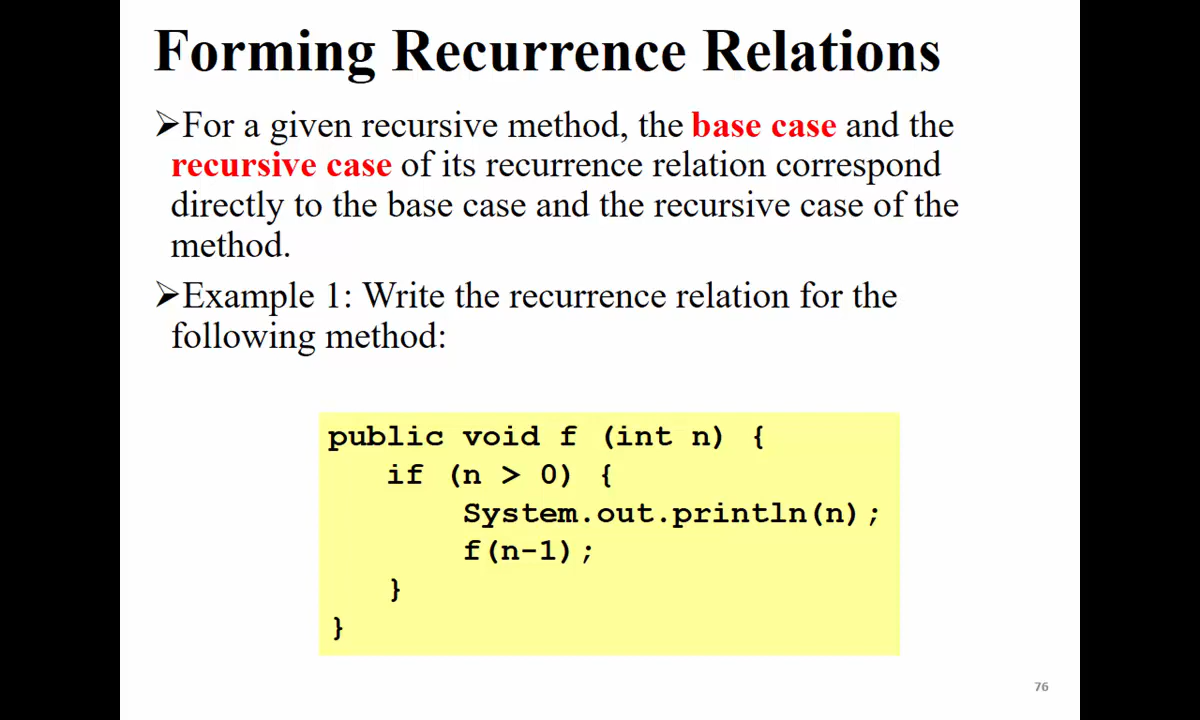 Forming Recurrence Relations
➢For a given recursive method, the base case and the
recursive case of its recurrence relation correspond
directly to the base case and the recursive case of the
method.
➢Example 1: Write the recurrence relation for the
following method:
public void f (int n) {
if (n > 0) {
System.out.println(n);
f(n-1);
}
}
76